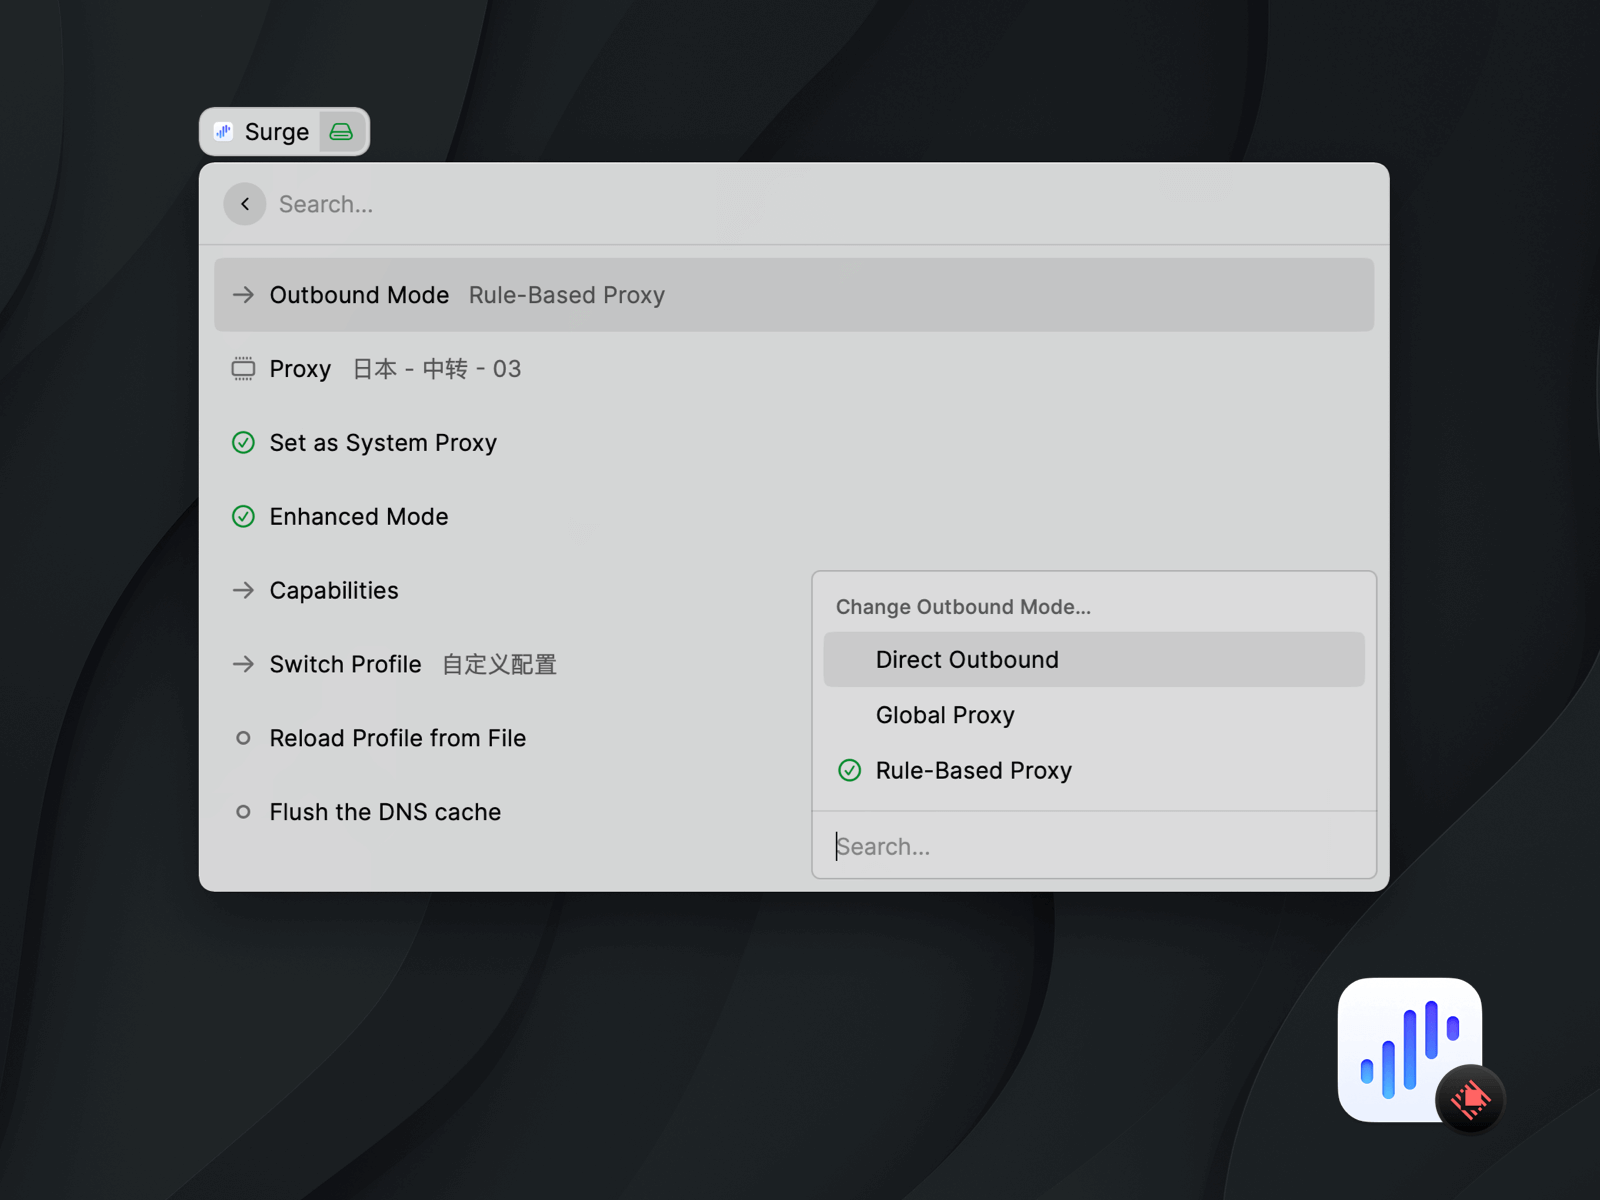 Surge
Search...
Outbound Mode Rule-Based Proxy
Proxy 日本 - 中转 - 03
Set as System Proxy
Enhanced Mode
Capabilities
Switch Profile 自定义配置
Reload Profile from File
Flush the DNS cache
Change Outbound Mode...
Direct Outbound
Global Proxy
Rule-Based Proxy
Search...